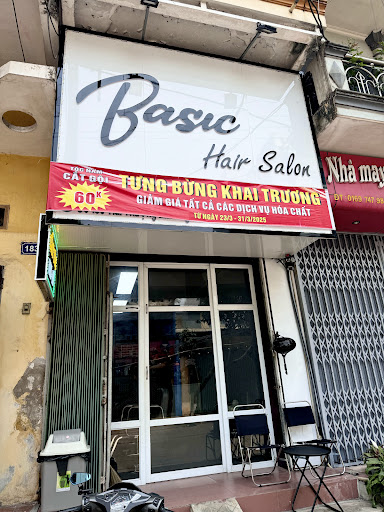 Basic
Hair Salon
TÓC NAM
CẮT GỘI
60K
TƯNG BỪNG KHAI TRƯƠNG
GIẢM GIÁ TẤT CẢ CÁC DỊCH VỤ HÓA CHẤT
TỪ NGÀY 23/3 - 31/3/2025
Nhà may
183